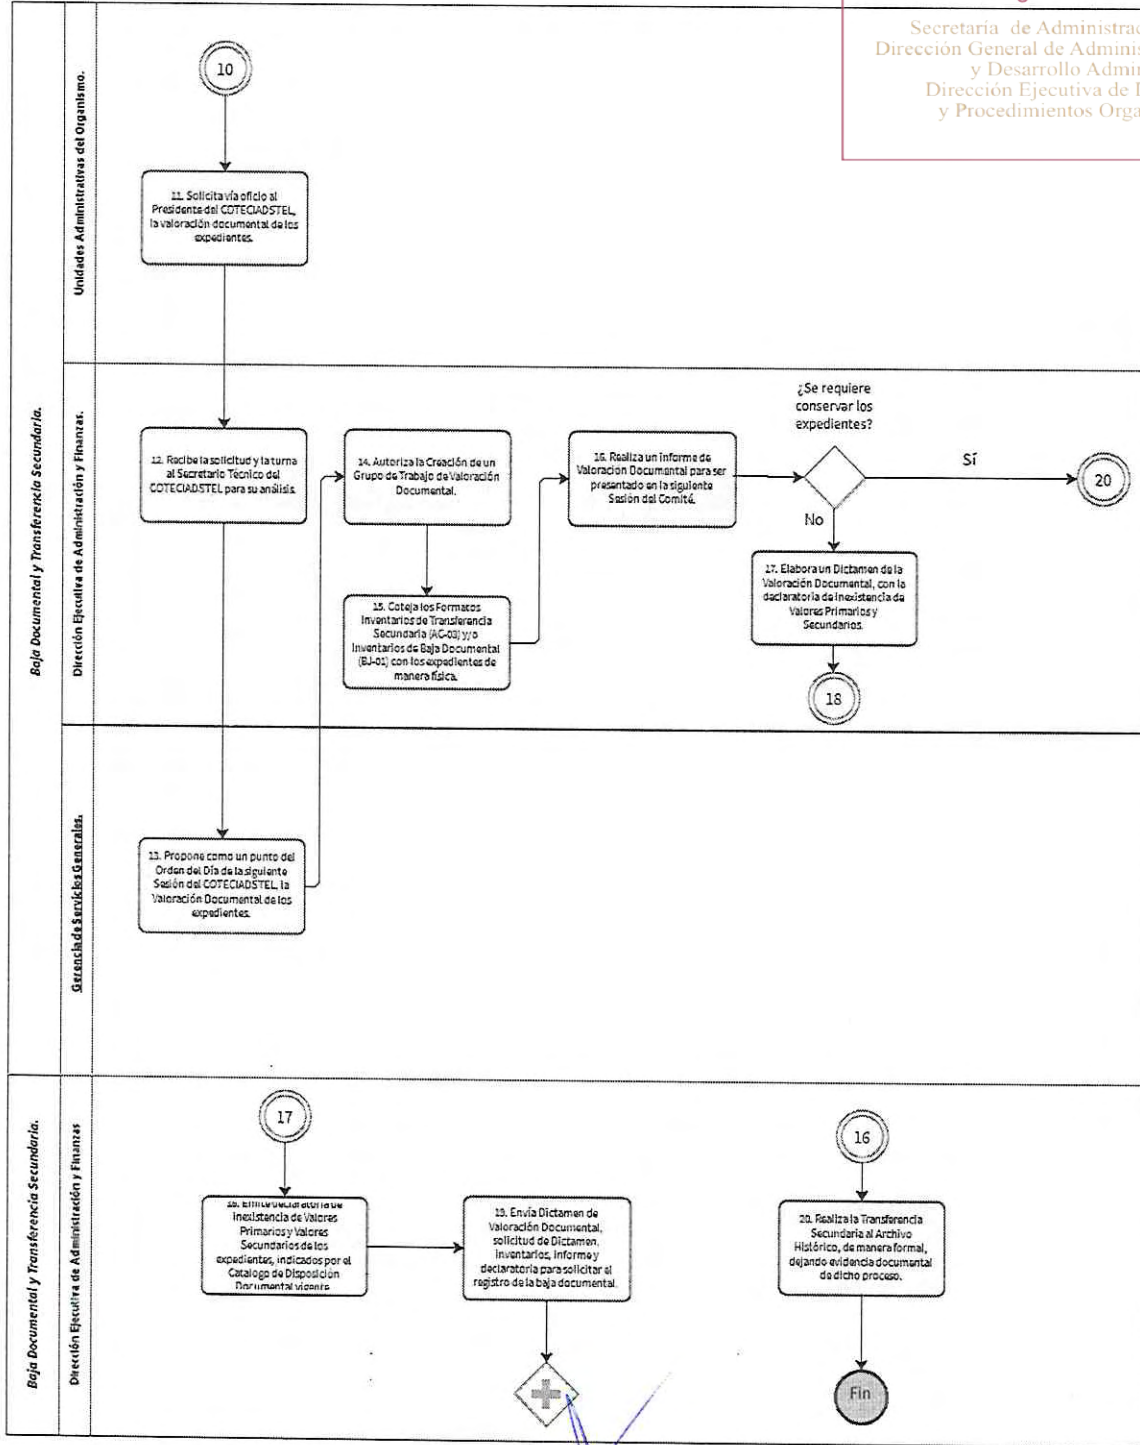 Secretaría de Administrac
Dirección General de Adminis
y Desarrollo Admin
Dirección Ejecutiva de D
y Procedimientos Orga
Baja Documental y Transferencia Secundaria.
Unidades Administrativas del Organismo.
10
11. Solicita vía oficio al
Presidente del COTECIADSTEL,
la valoración documental de los
expedientes.
Dirección Ejecutiva de Administración y Finanzas.
12. Recibe la solicitud y la turna
al Secretario Técnico del
COTECIADSTEL para su análisis.
14. Autoriza la Creación de un
Grupo de Trabajo de Valoración
Documental.
15. Coteja los Formatos
Inventarios de Transferencia
Secundaria (AC-03) y/o
Inventarios de Baja Documental
(BJ-01) con los expedientes de
manera física.
16. Realiza un informe de
Valoración Documental para ser
presentado en la siguiente
Sesión del Comité.
¿Se requiere
conservar los
expedientes?
Sí
20
No
17. Elabora un Dictamen de la
Valoración Documental, con la
declaratoria de inexistencia de
Valores Primarios y
Secundarios.
18
Gerencia de Servicios Generales.
13. Propone como un punto del
Orden del Día de la siguiente
Sesión del COTECIADSTEL, la
Valoración Documental de los
expedientes.
Baja Documental y Transferencia Secundaria.
Dirección Ejecutiva de Administración y Finanzas
17
18. Emite declaratoria de
Inexistencia de Valores
Primarios y Valores
Secundarios de los
expedientes, indicados por el
Catalogo de Disposición
Documental vigente
19. Envía Dictamen de
Valoración Documental,
solicitud de Dictamen,
Inventarios, Informe y
declaratoria para solicitar el
registro de la baja documental.
16
20. Realiza la Transferencia
Secundaria al Archivo
Histórico, de manera formal,
dejando evidencia documental
de dicho proceso.
Fin